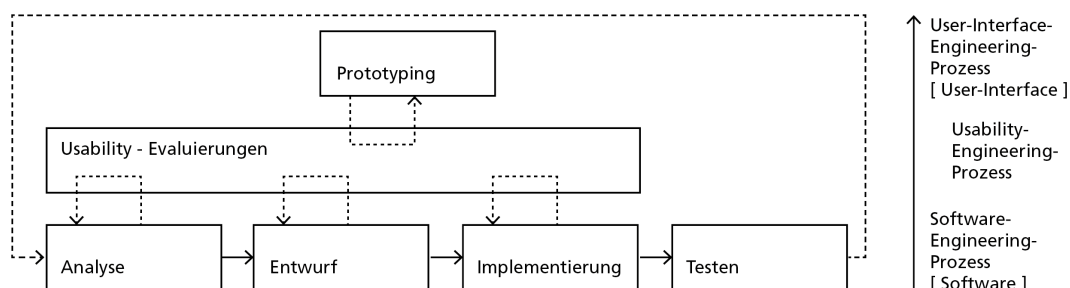 Prototyping
Usability - Evaluierungen
Analyse
Entwurf
Implementierung
Testen
User-Interface-
Engineering-
Prozess
[ User-Interface ]
Usability-
Engineering-
Prozess
Software-
Engineering-
Prozess
[ Software ]